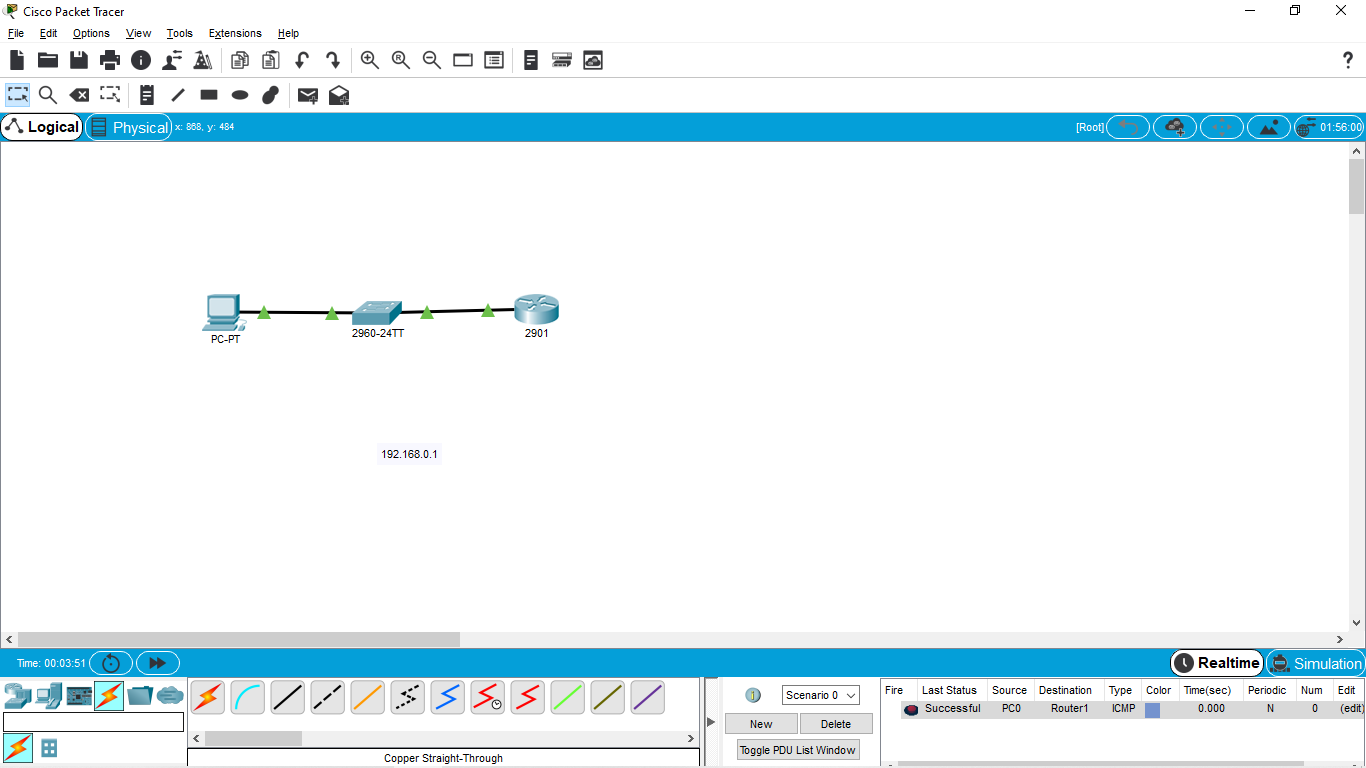 Cisco Packet Tracer
File Edit Options View Tools Extensions Help
Logical Physical x: 868, y: 484 [Root] 01:56:00
PC-PT 2960-24TT 2901
192.168.0.1
Time: 00:03:51 Realtime Simulation
Scenario 0
New Delete
Toggle PDU List Window
Fire Last Status Source Destination Type Color Time(sec) Periodic Num Edit
Successful PC0 Router1 ICMP 0.000 N 0 (edit)
Copper Straight-Through